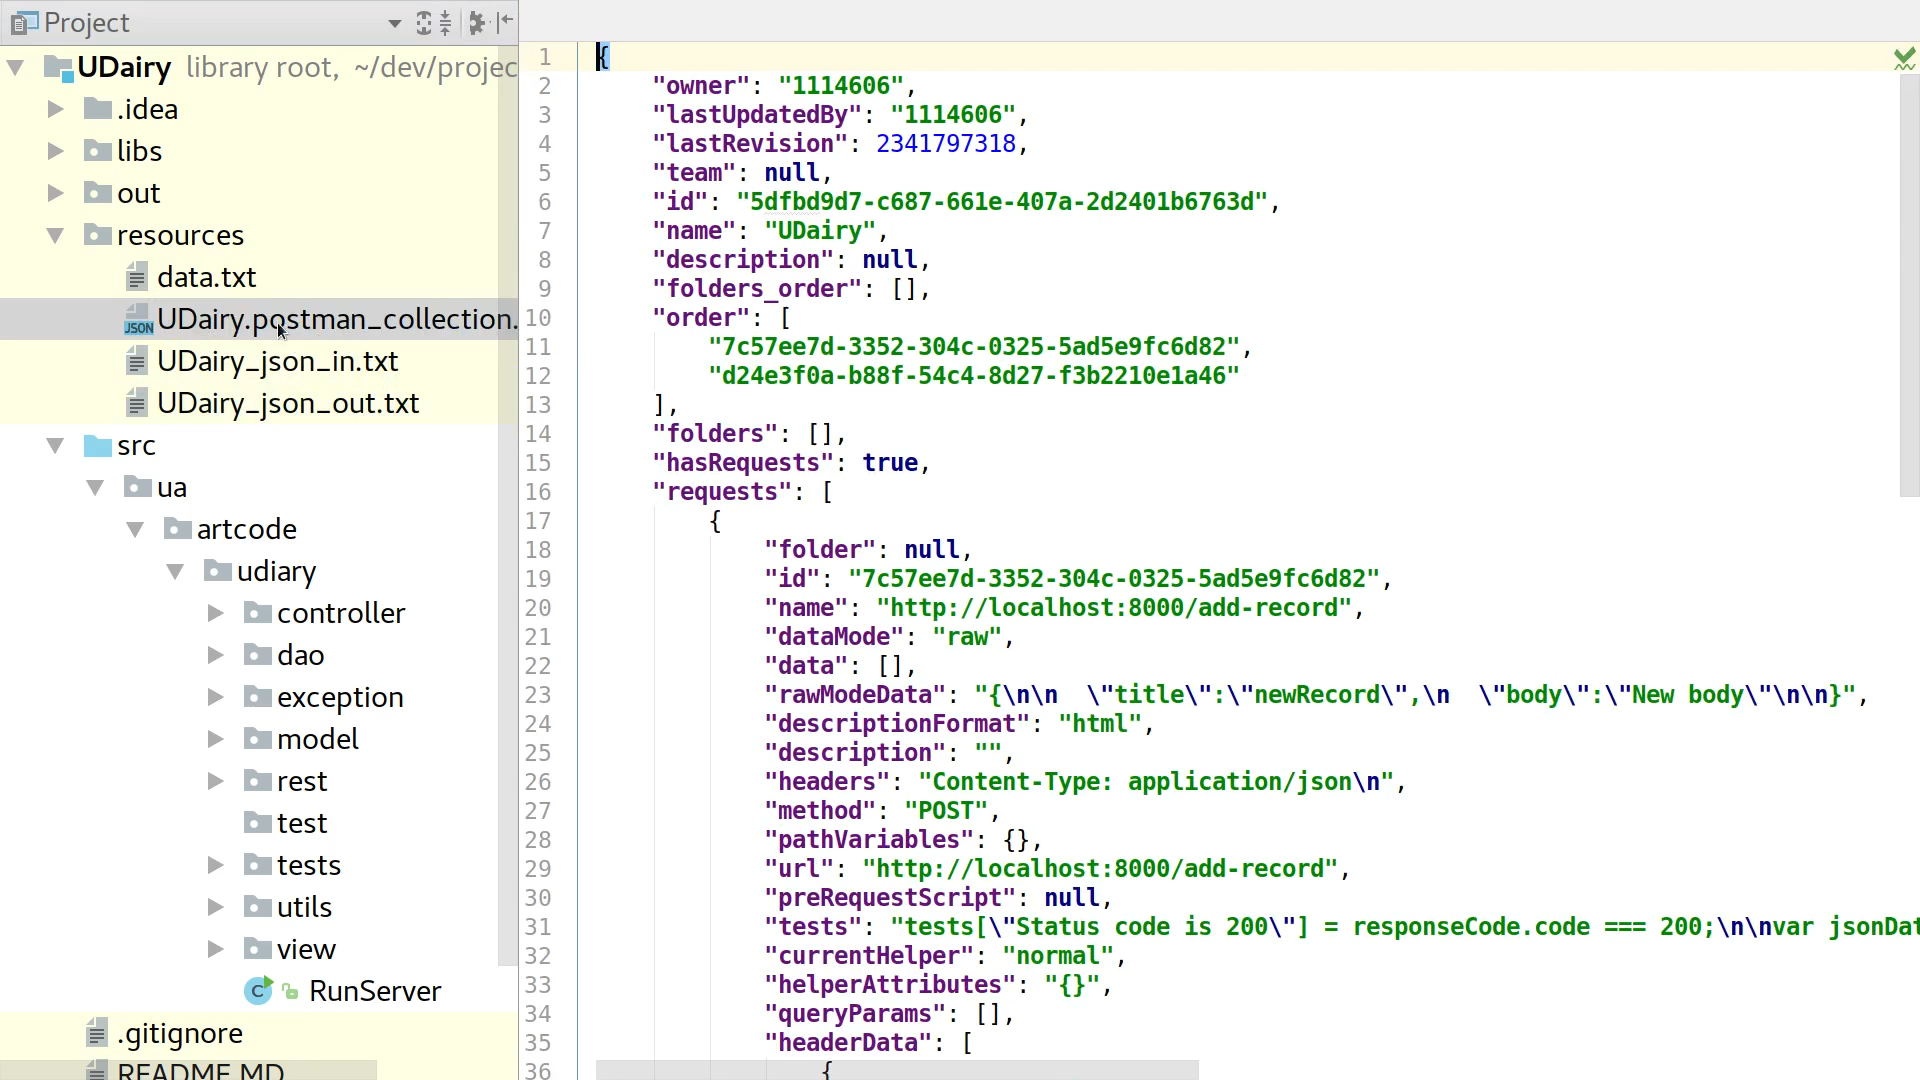 Project
UDairy library root, ~/dev/projec
.idea
libs
out
resources
data.txt
JSON UDairy.postman_collection.
UDairy_json_in.txt
UDairy_json_out.txt
src
ua
artcode
udiary
controller
dao
exception
model
rest
test
tests
utils
view
C RunServer
.gitignore
README.MD
1 {
2 "owner": "1114606",
3 "lastUpdatedBy": "1114606",
4 "lastRevision": 2341797318,
5 "team": null,
6 "id": "5dfbd9d7-c687-661e-407a-2d2401b6763d",
7 "name": "UDairy",
8 "description": null,
9 "folders_order": [],
10 "order": [
11 "7c57ee7d-3352-304c-0325-5ad5e9fc6d82",
12 "d24e3f0a-b88f-54c4-8d27-f3b2210e1a46"
13 ],
14 "folders": [],
15 "hasRequests": true,
16 "requests": [
17 {
18 "folder": null,
19 "id": "7c57ee7d-3352-304c-0325-5ad5e9fc6d82",
20 "name": "http://localhost:8000/add-record",
21 "dataMode": "raw",
22 "data": [],
23 "rawModeData": "{\n\n  \"title\":\"newRecord\",\n  \"body\":\"New body\"\n\n}",
24 "descriptionFormat": "html",
25 "description": "",
26 "headers": "Content-Type: application/json\n",
27 "method": "POST",
28 "pathVariables": {},
29 "url": "http://localhost:8000/add-record",
30 "preRequestScript": null,
31 "tests": "tests[\"Status code is 200\"] = responseCode.code === 200;\n\nvar jsonDat
32 "currentHelper": "normal",
33 "helperAttributes": "{}",
34 "queryParams": [],
35 "headerData": [
36 {